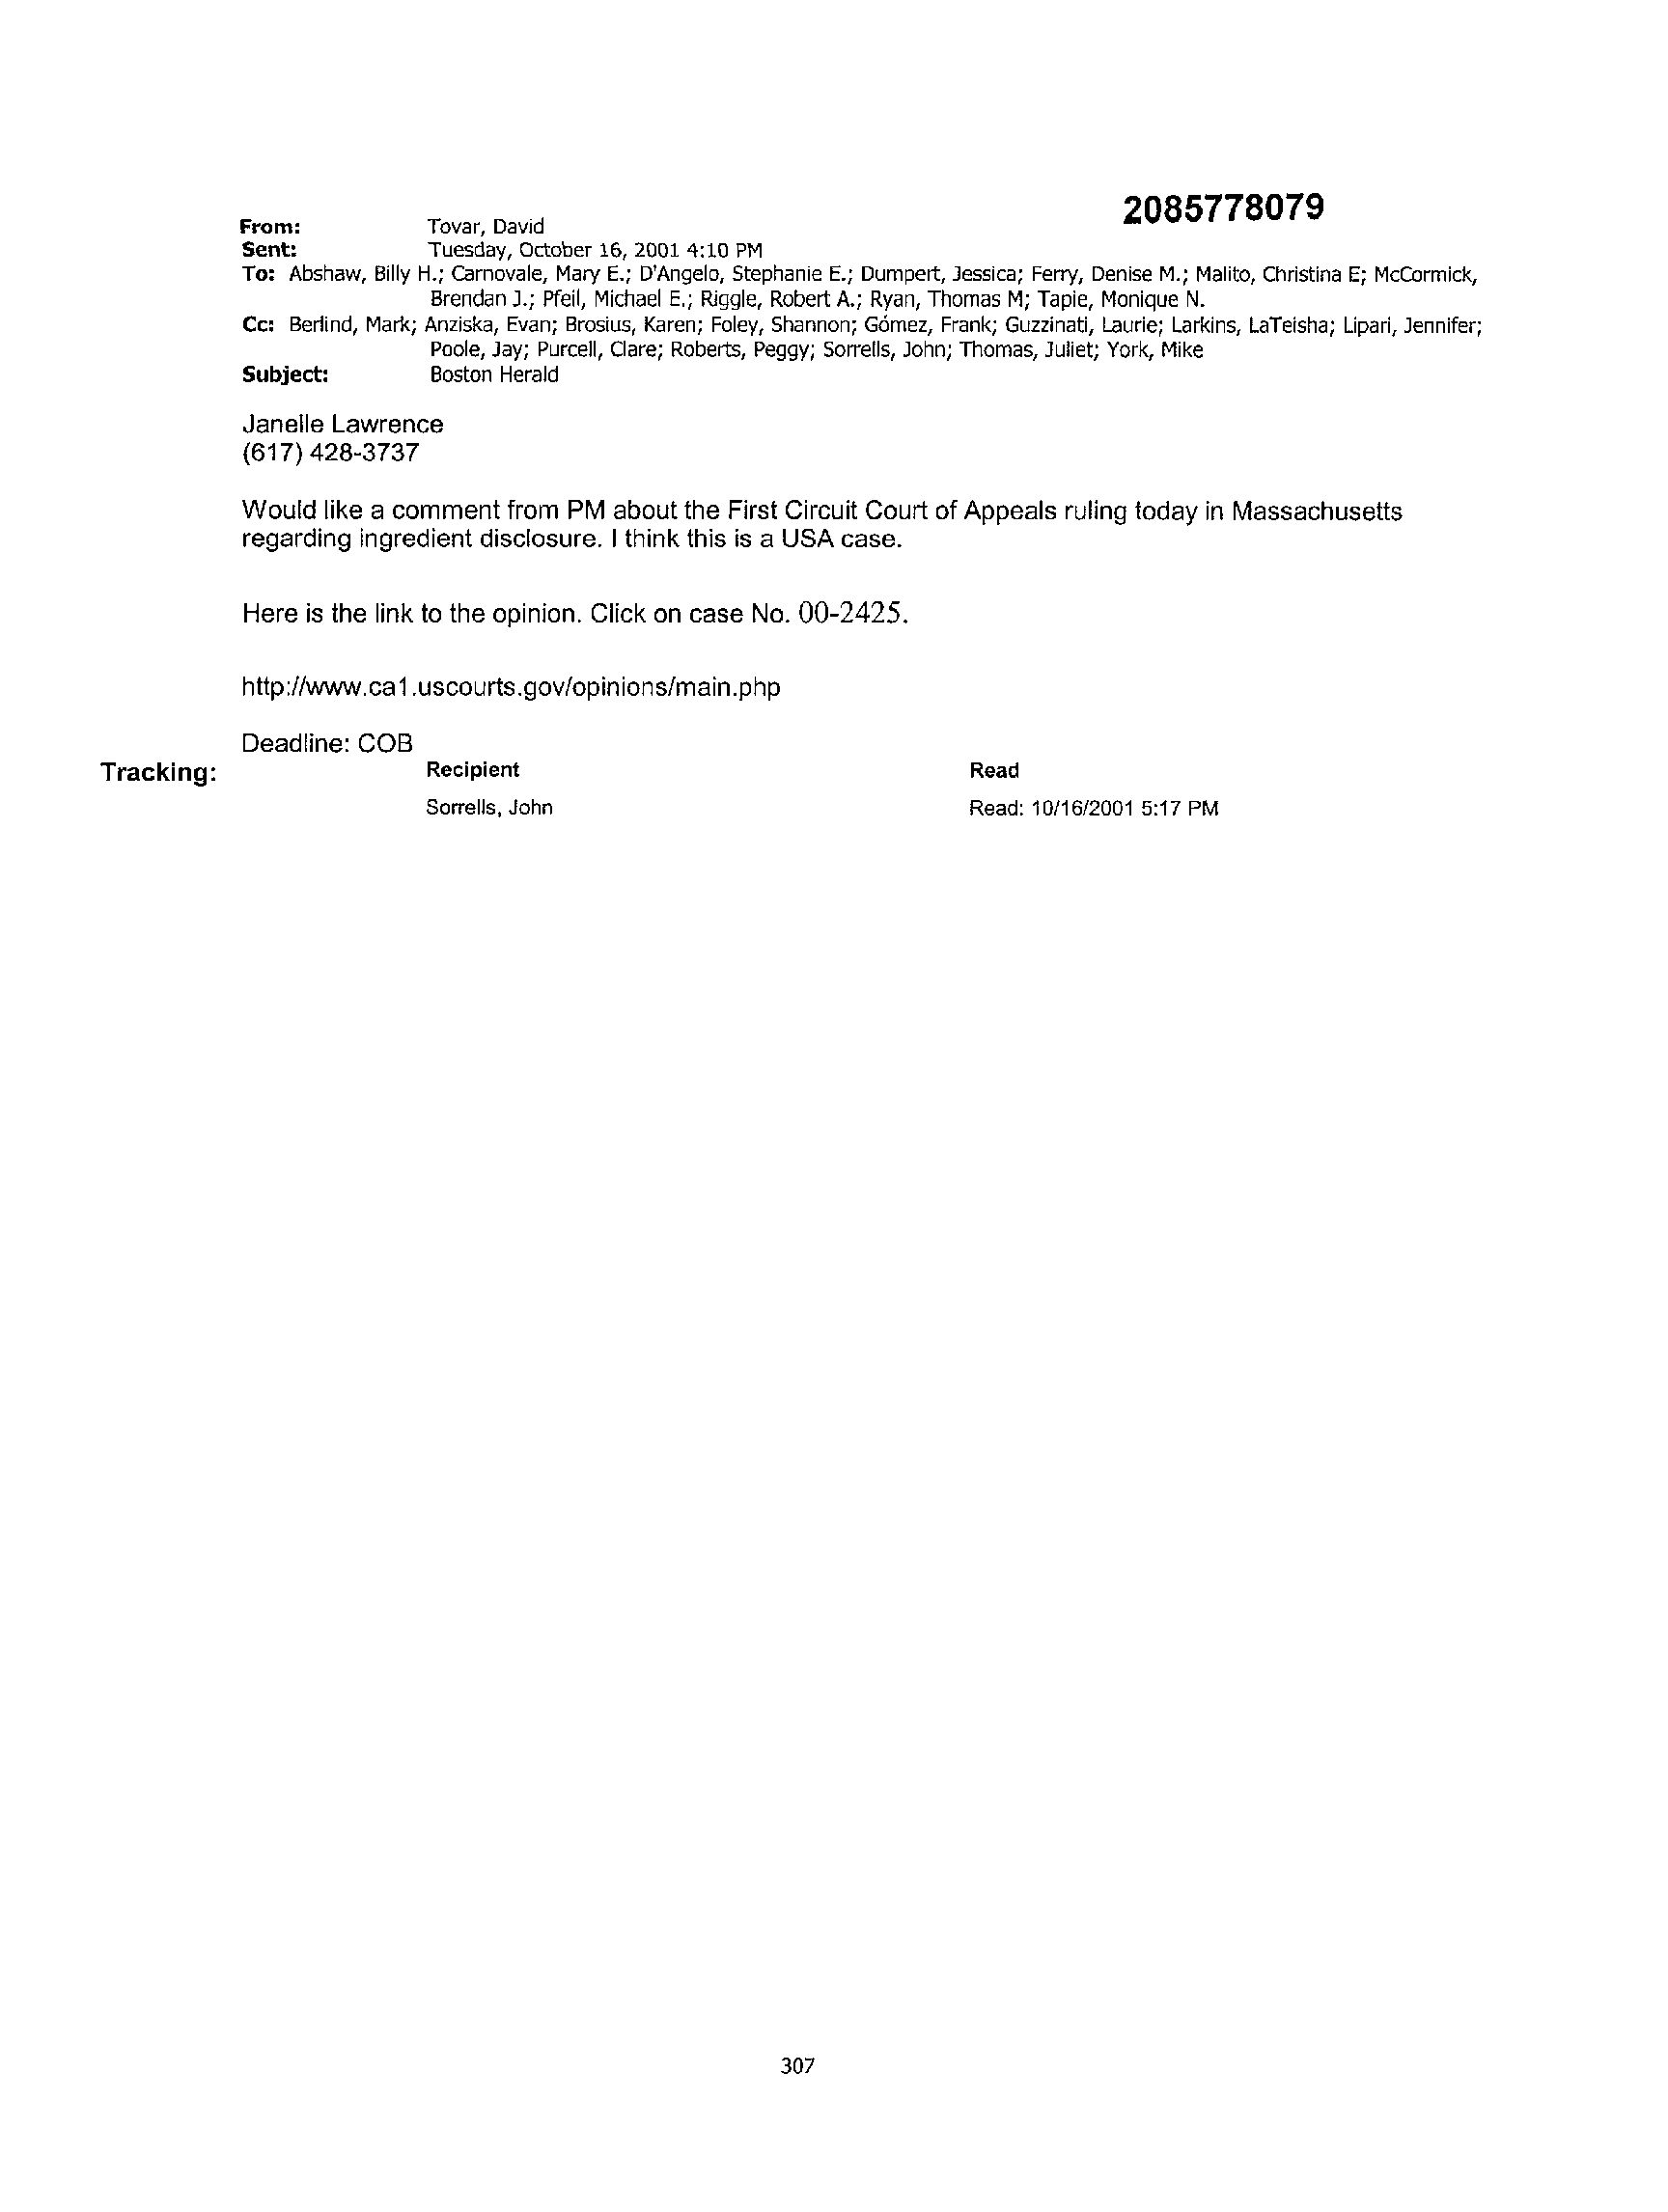 2085778079
From: Tovar, David
Sent: Tuesday, October 16, 2001 4:10 PM
To: Abshaw, Billy H.; Carnovale, Mary E.; D'Angelo, Stephanie E.; Dumpert, Jessica; Ferry, Denise M.; Malito, Christina E; McCormick,
Brendan J.; Pfeil, Michael E.; Riggle, Robert A.; Ryan, Thomas M; Tapie, Monique N.
Cc: Berlind, Mark; Anziska, Evan; Brosius, Karen; Foley, Shannon; Gómez, Frank; Guzzinati, Laurie; Larkins, LaTeisha; Lipari, Jennifer;
Poole, Jay; Purcell, Clare; Roberts, Peggy; Sorrells, John; Thomas, Juliet; York, Mike
Subject: Boston Herald
Janelle Lawrence
(617) 428-3737
Would like a comment from PM about the First Circuit Court of Appeals ruling today in Massachusetts
regarding ingredient disclosure. I think this is a USA case.
Here is the link to the opinion. Click on case No. 00-2425.
http://www.ca1.uscourts.gov/opinions/main.php
Deadline: COB
Tracking: Recipient Read
Sorrells, John Read: 10/16/2001 5:17 PM
307